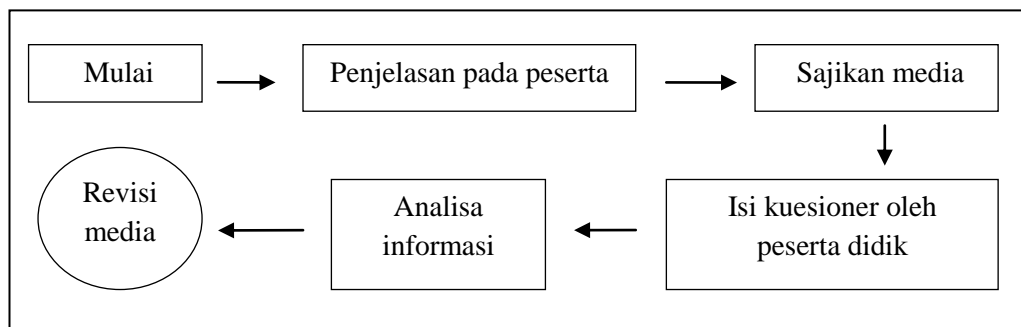 Mulai
Penjelasan pada peserta
Sajikan media
Isi kuesioner oleh
peserta didik
Analisa
informasi
Revisi
media